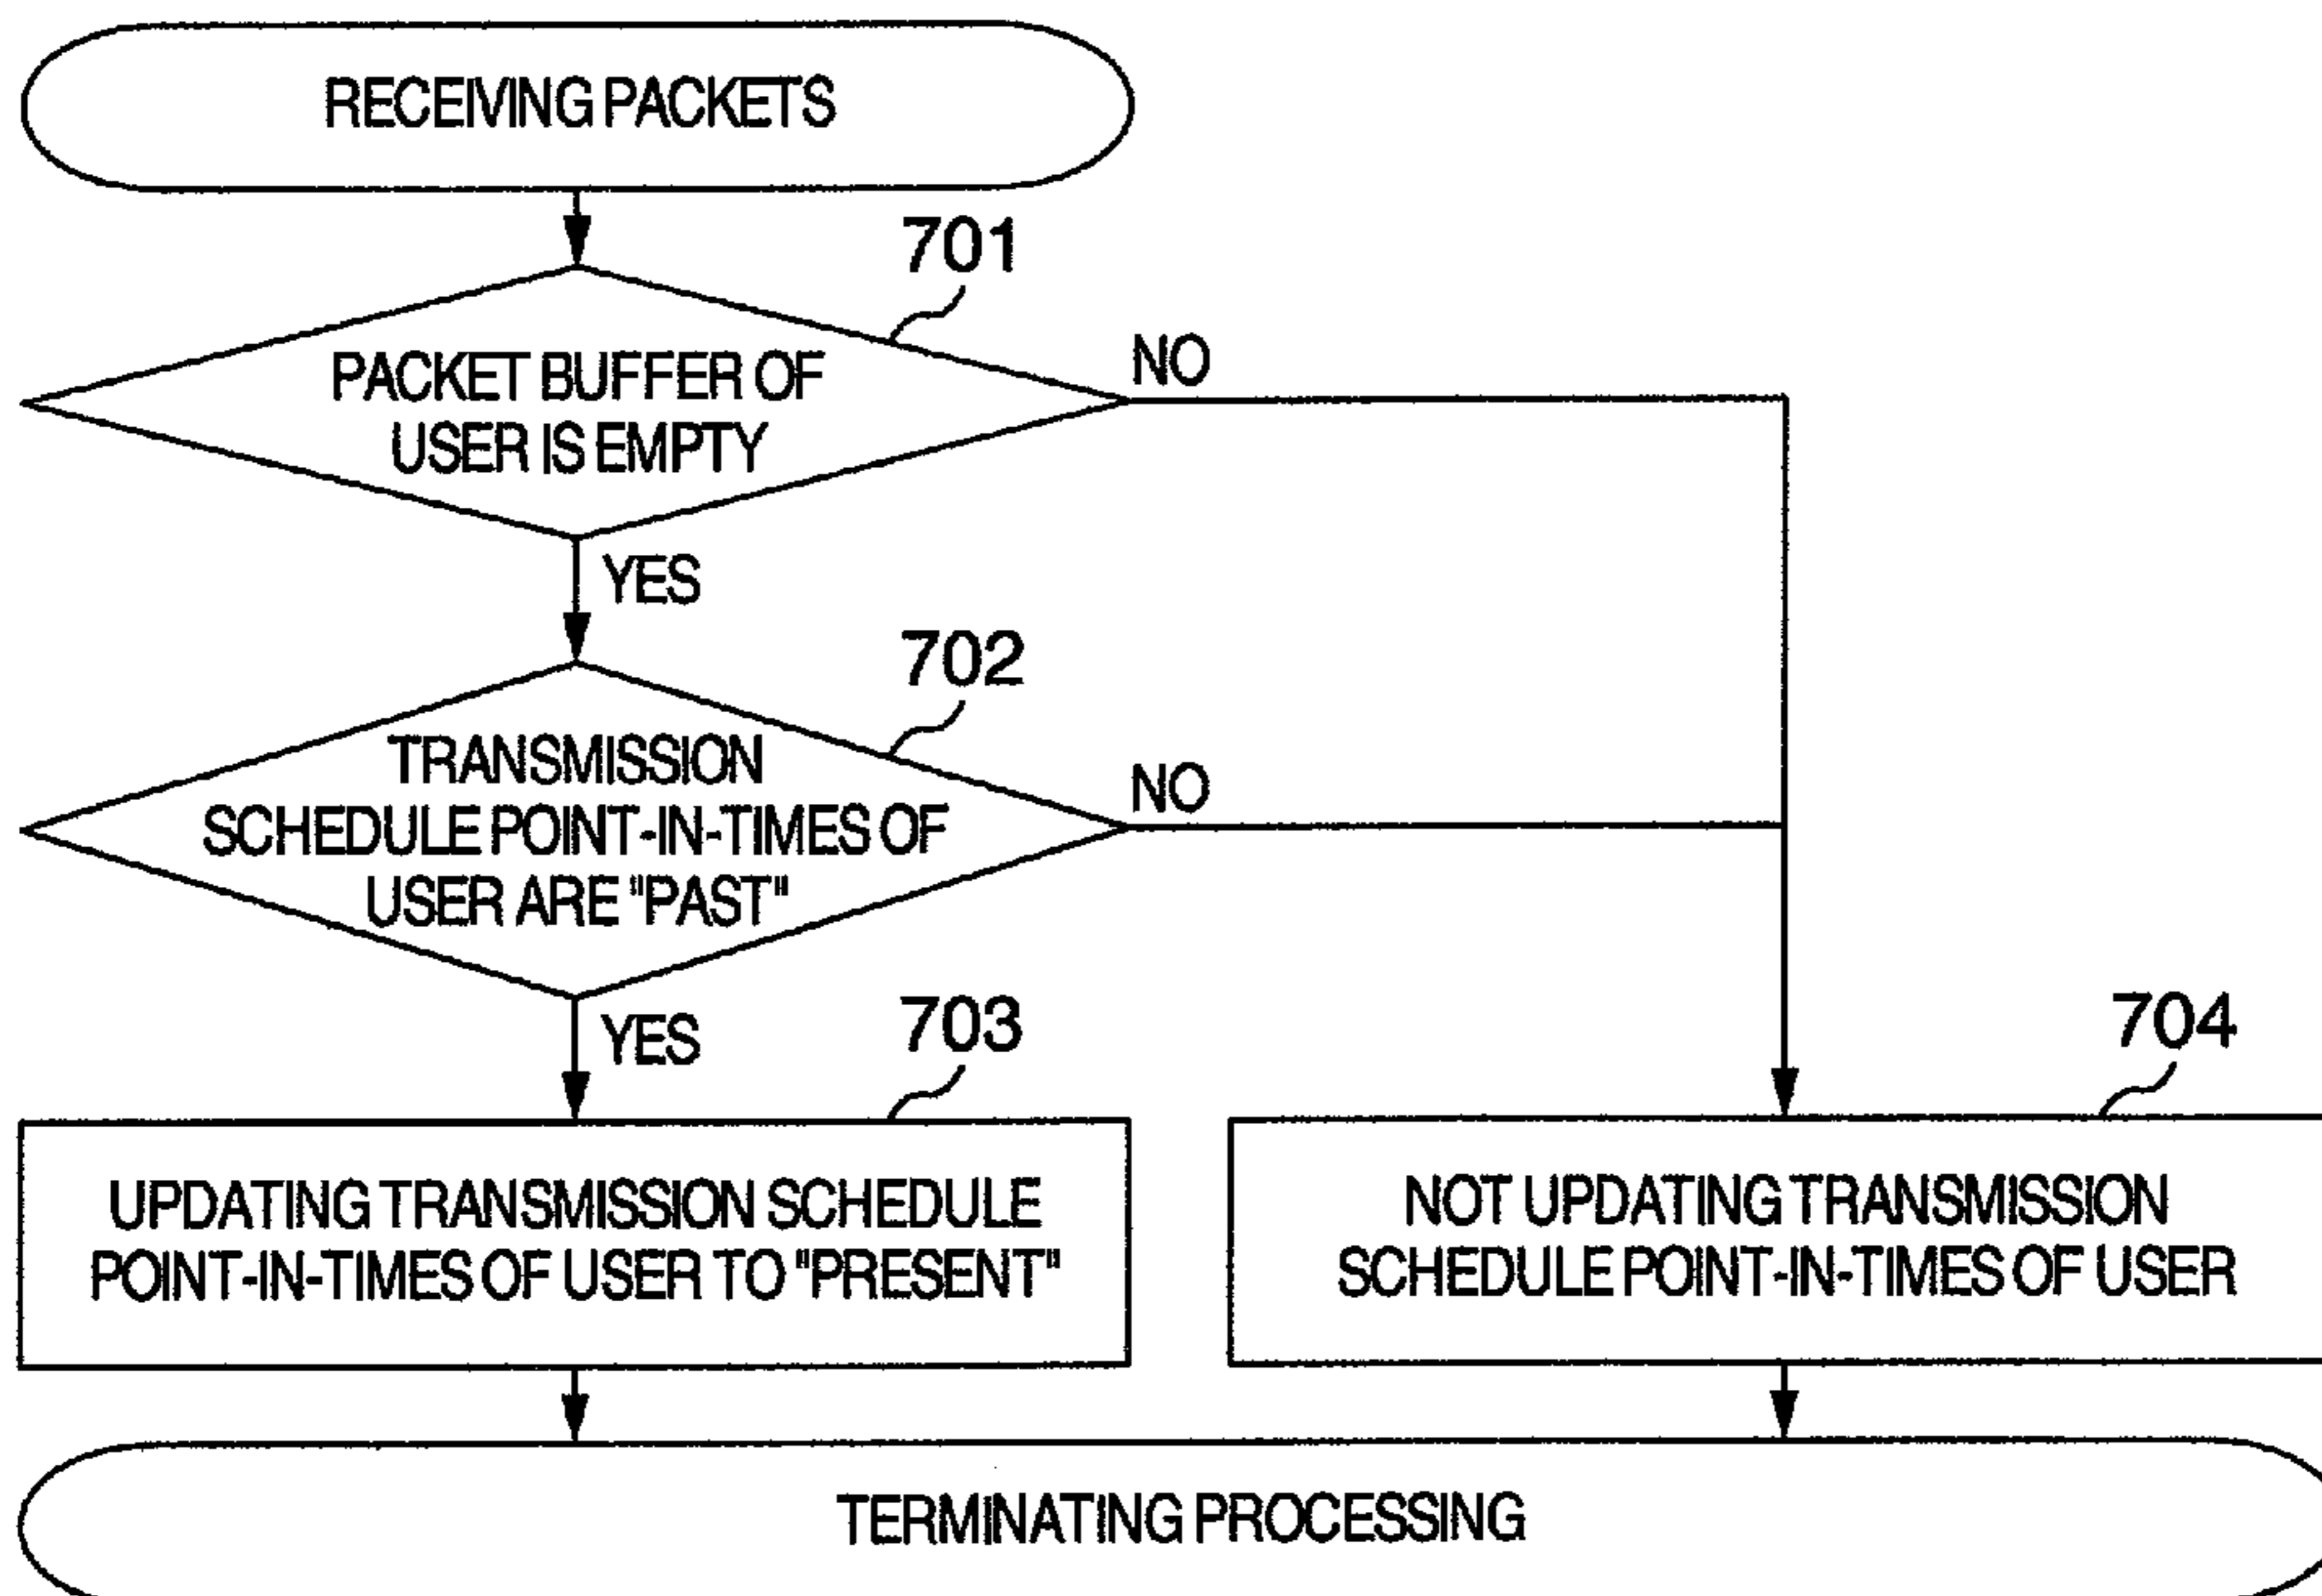 RECEIVING PACKETS
701
PACKET BUFFER OF
USER IS EMPTY
NO
YES
702
TRANSMISSION
SCHEDULE POINT-IN-TIMES OF
USER ARE "PAST"
NO
YES
703
704
UPDATING TRANSMISSION SCHEDULE
POINT-IN-TIMES OF USER TO "PRESENT"
NOT UPDATING TRANSMISSION
SCHEDULE POINT-IN-TIMES OF USER
TERMINATING PROCESSING